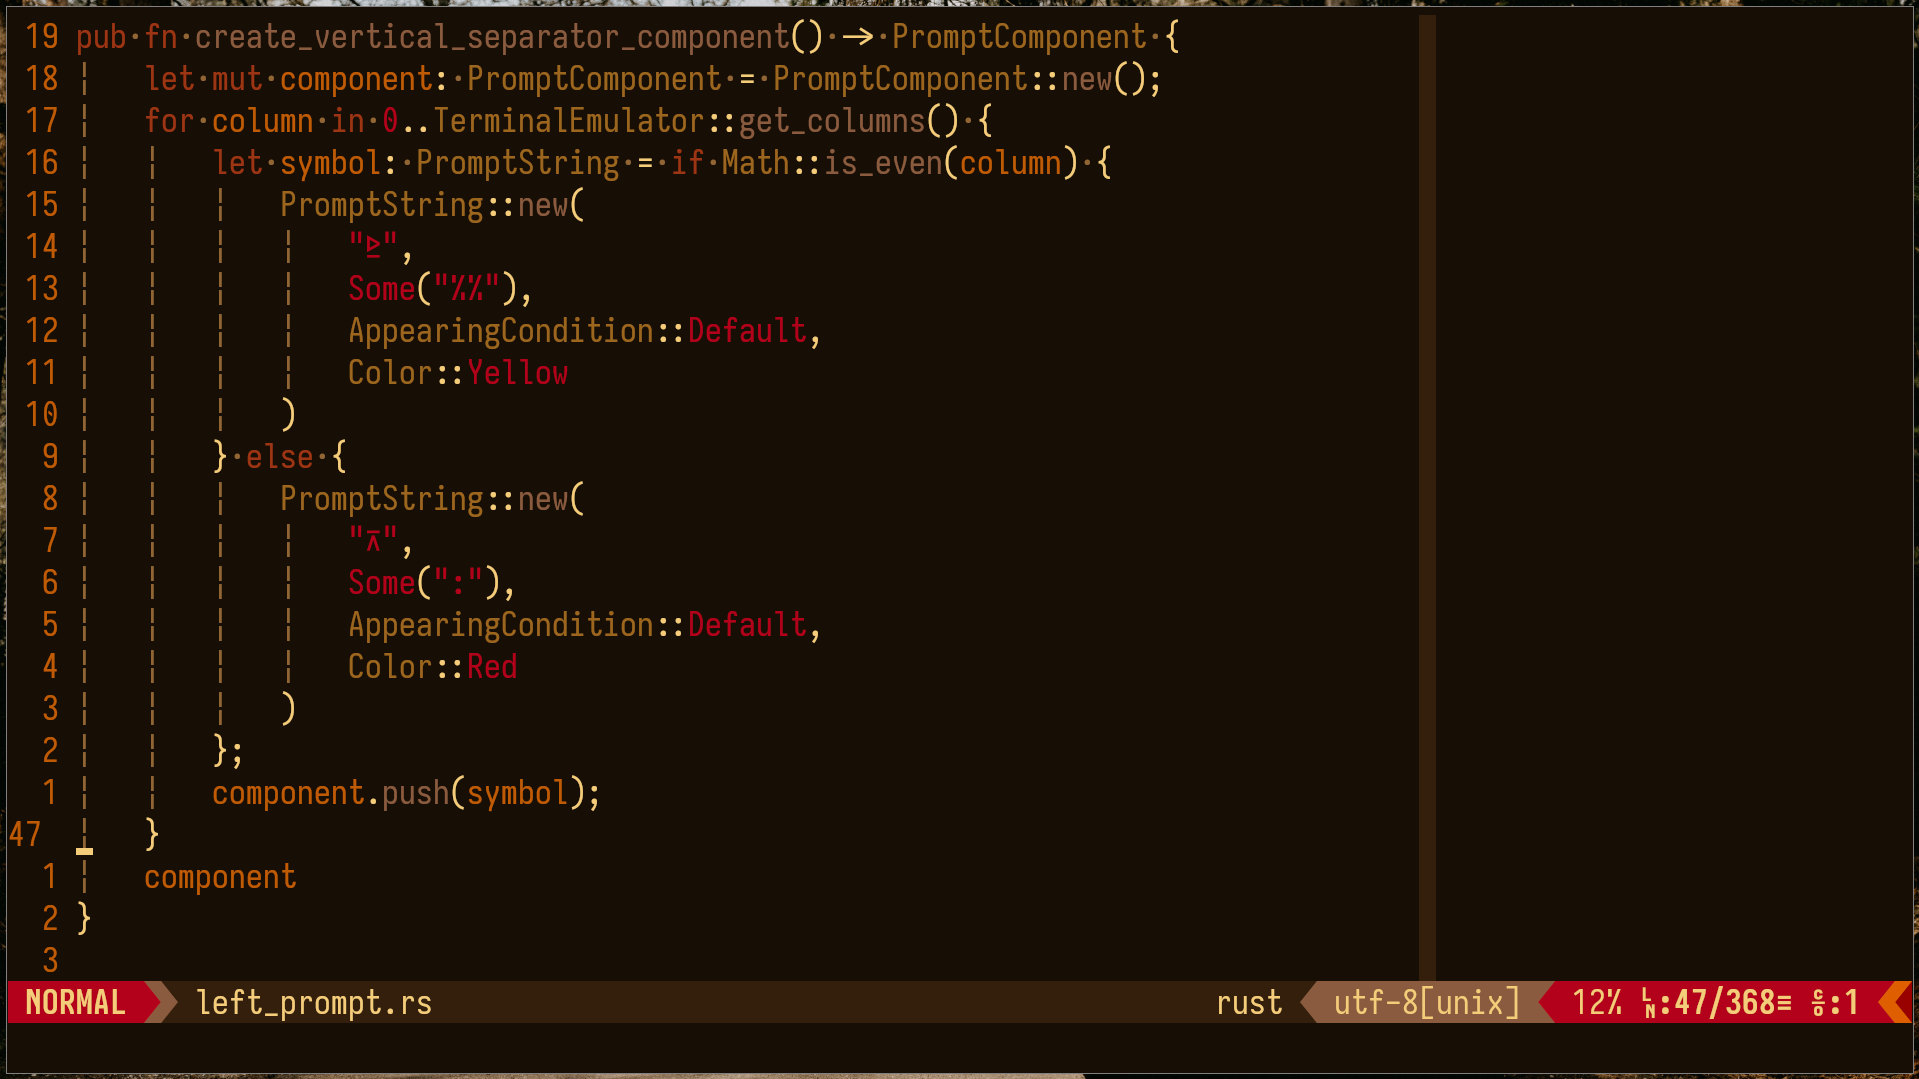 19 pub·fn·create_vertical_separator_component()·->·PromptComponent·{
18 ¦   let·mut·component:·PromptComponent·=·PromptComponent::new();
17 ¦   for·column·in·0..TerminalEmulator::get_columns()·{
16 ¦   ¦   let·symbol:·PromptString·=·if·Math::is_even(column)·{
15 ¦   ¦   ¦   PromptString::new(
14 ¦   ¦   ¦   ¦   "⊵",
13 ¦   ¦   ¦   ¦   Some("%%"),
12 ¦   ¦   ¦   ¦   AppearingCondition::Default,
11 ¦   ¦   ¦   ¦   Color::Yellow
10 ¦   ¦   ¦   )
9 ¦   ¦   }·else·{
8 ¦   ¦   ¦   PromptString::new(
7 ¦   ¦   ¦   ¦   "⊼",
6 ¦   ¦   ¦   ¦   Some(":"),
5 ¦   ¦   ¦   ¦   AppearingCondition::Default,
4 ¦   ¦   ¦   ¦   Color::Red
3 ¦   ¦   ¦   )
2 ¦   ¦   };
1 ¦   ¦   component.push(symbol);
47 ¦   }
1 ¦   component
2 }
3
NORMAL left_prompt.rs rust utf-8[unix] 12% ␤:47/368≡ ℅:1